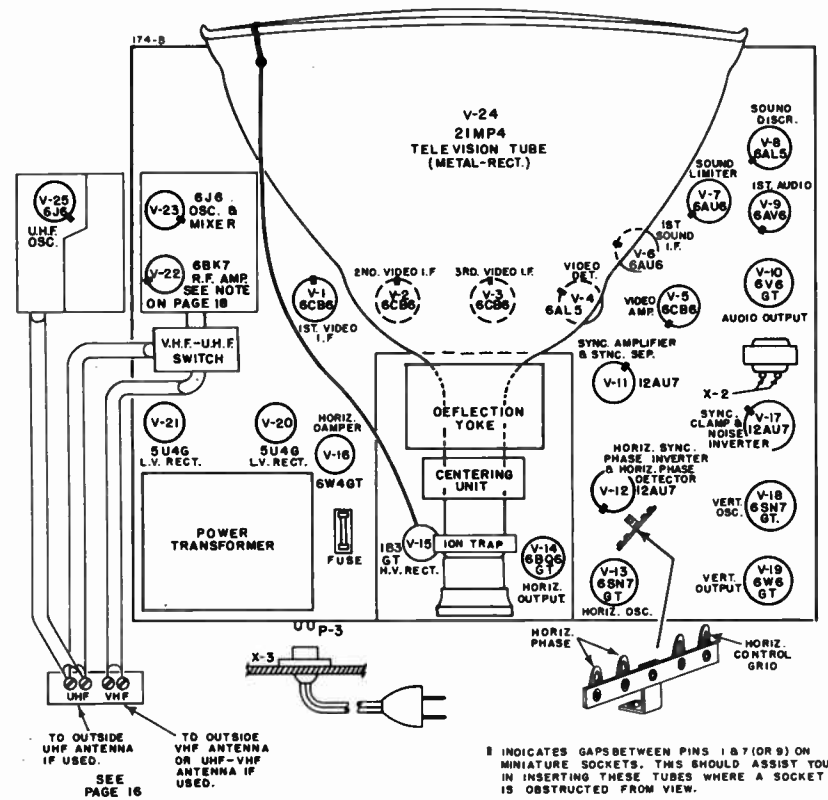 174-B
V-24
21MP4
TELEVISION TUBE
(METAL-RECT.)
SOUND
DISCR.
V-8
6AL5
SOUND
LIMITER
V-7
6AU6
1ST. AUDIO
V-9
6AV6
V-25
6J6
U.H.F.
OSC.
V-23
6J6
OSC. &
MIXER
V-22
6BK7
R.F. AMP.
SEE NOTE
ON PAGE 18
1ST
SOUND
I.F.
V-6
6AU6
V-10
6V6
GT
AUDIO OUTPUT
V-1
6CB6
1ST. VIDEO
I.F
2ND. VIDEO I.F
V-2
6CB6
3RD. VIDEO I.F.
V-3
6CB6
VIDEO
DET.
V-4
6AL5
VIDEO
AMP.
V-5
6CB6
V.H.F.-U.H.F.
SWITCH
SYNC. AMPLIFIER
& SYNC. SEP.
V-11
12AU7
X-2
DEFLECTION
YOKE
V-21
5U4G
L.V. RECT.
V-20
5U4G
L.V. RECT.
HORIZ.
DAMPER
V-16
6W4GT
SYNC.
CLAMP &
NOISE
INVERTER
V-17
12AU7
CENTERING
UNIT
HORIZ. SYNC.
PHASE INVERTER
& HORIZ. PHASE
DETECTOR
V-12
12AU7
POWER
TRANSFORMER
FUSE
VERT.
OSC.
V-18
6SN7
GT.
1B3
GT
H.V. RECT.
V-15
ION TRAP
V-14
6BQ6
GT
HORIZ.
OUTPUT
V-13
6SN7
GT
HORIZ. OSC.
VERT.
OUTPUT
V-19
6W6
GT
P-3
X-3
HORIZ.
PHASE
HORIZ.
CONTROL
GRID
UHF
VHF
TO OUTSIDE
UHF ANTENNA
IF USED.
TO OUTSIDE
VHF ANTENNA
OR UHF-VHF
ANTENNA IF
USED.
SEE
PAGE 16
INDICATES GAPS BETWEEN PINS 1 & 7 (OR 9) ON
MINIATURE SOCKETS. THIS SHOULD ASSIST YOU
IN INSERTING THESE TUBES WHERE A SOCKET
IS OBSTRUCTED FROM VIEW.